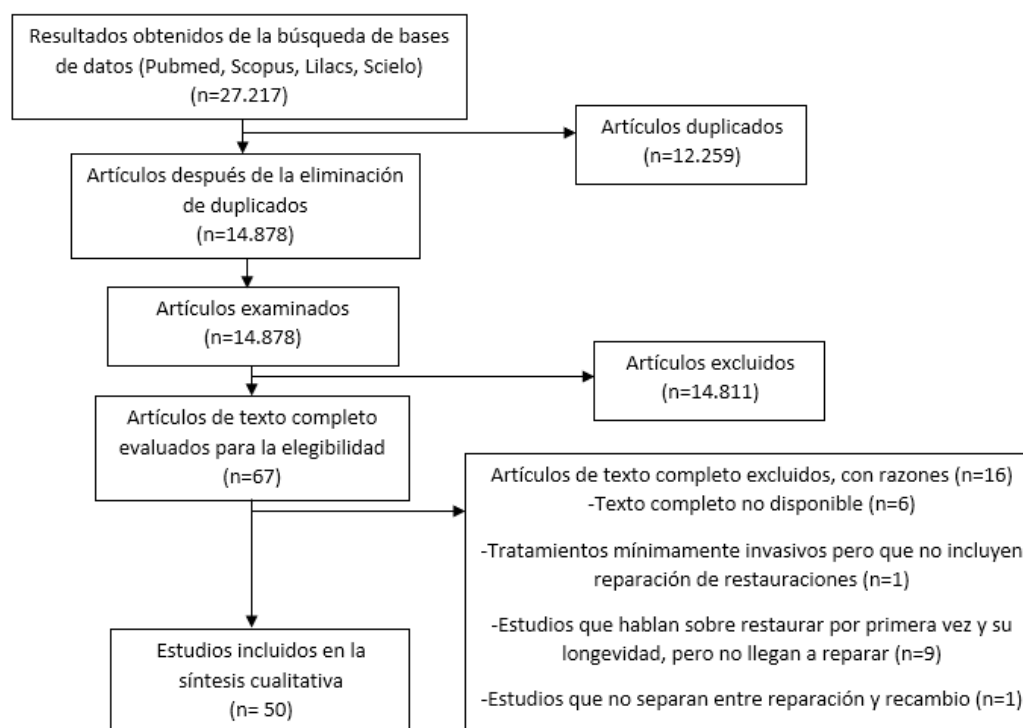 Resultados obtenidos de la búsqueda de bases
de datos (Pubmed, Scopus, Lilacs, Scielo)
(n=27.217)
Artículos duplicados
(n=12.259)
Artículos después de la eliminación
de duplicados
(n=14.878)
Artículos examinados
(n=14.878)
Artículos excluidos
(n=14.811)
Artículos de texto completo
evaluados para la elegibilidad
(n=67)
Artículos de texto completo excluidos, con razones (n=16)
-Texto completo no disponible (n=6)
-Tratamientos mínimamente invasivos pero que no incluyen
reparación de restauraciones (n=1)
-Estudios que hablan sobre restaurar por primera vez y su
longevidad, pero no llegan a reparar (n=9)
-Estudios que no separan entre reparación y recambio (n=1)
Estudios incluidos en la
síntesis cualitativa
(n= 50)